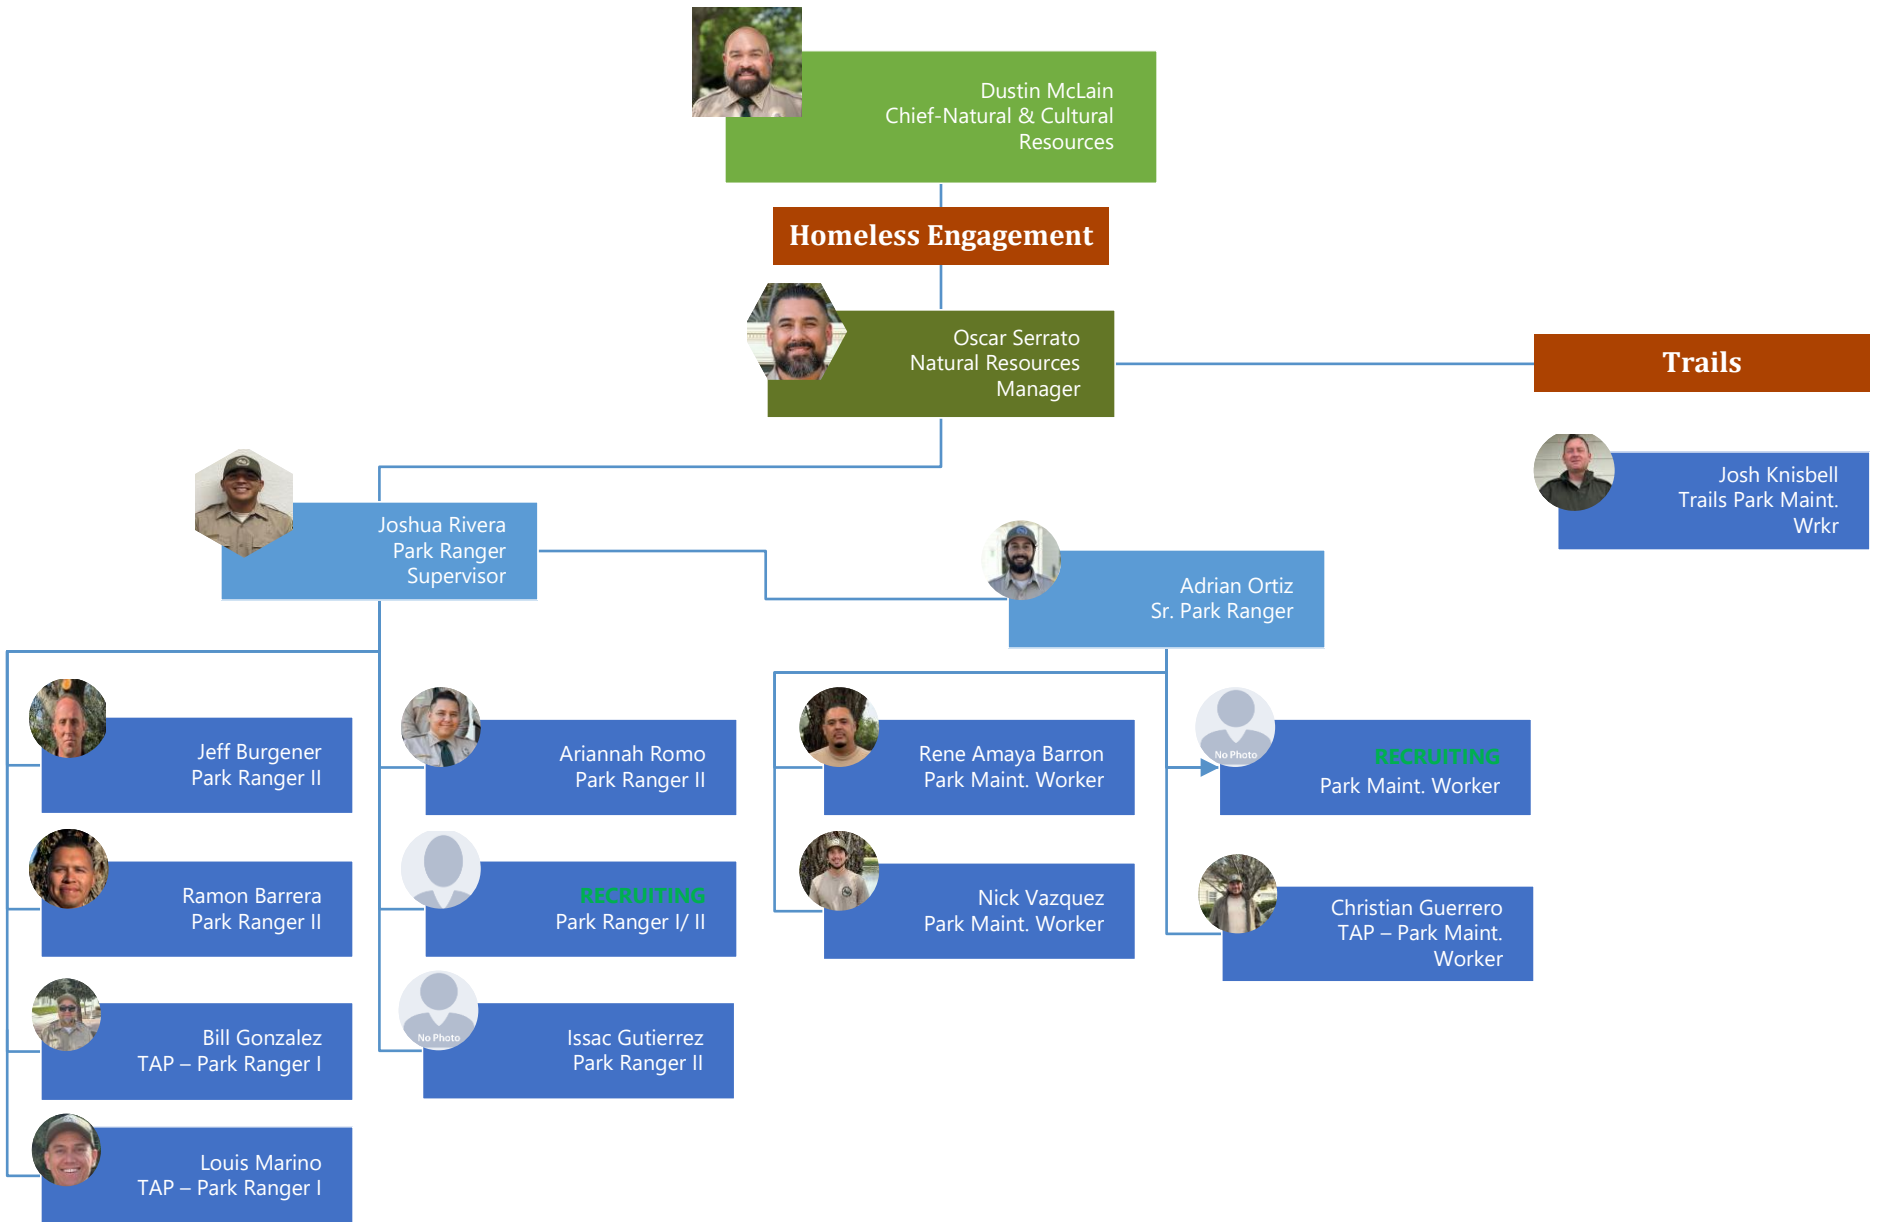 Dustin McLain
Chief-Natural & Cultural
Resources
Homeless Engagement
Oscar Serrato
Natural Resources
Manager
Trails
Josh Knisbell
Trails Park Maint.
Wrkr
Joshua Rivera
Park Ranger
Supervisor
Adrian Ortiz
Sr. Park Ranger
Jeff Burgener
Park Ranger II
Ariannah Romo
Park Ranger II
Rene Amaya Barron
Park Maint. Worker
No Photo
RECRUITING
Park Maint. Worker
Ramon Barrera
Park Ranger II
RECRUITING
Park Ranger I/ II
Nick Vazquez
Park Maint. Worker
Christian Guerrero
TAP – Park Maint.
Worker
Bill Gonzalez
TAP – Park Ranger I
No Photo
Issac Gutierrez
Park Ranger II
Louis Marino
TAP – Park Ranger I